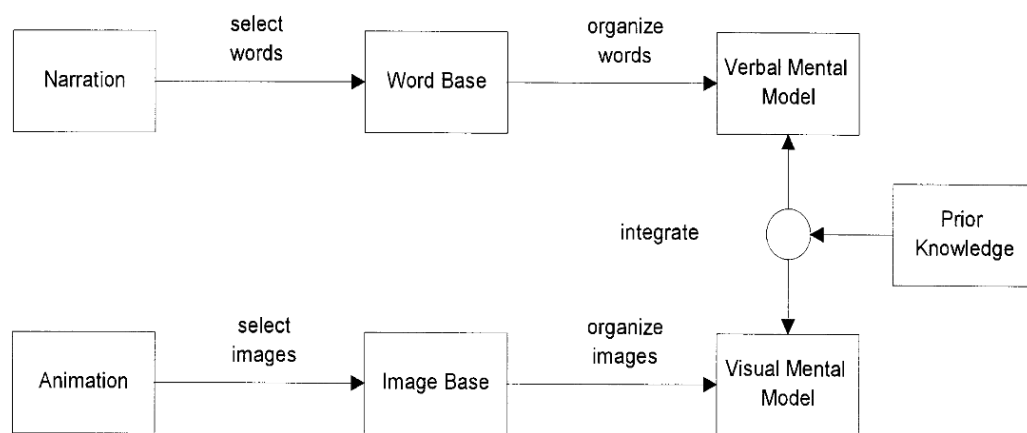 select
words
organize
words
Narration
Word Base
Verbal Mental
Model
integrate
Prior
Knowledge
select
images
organize
images
Animation
Image Base
Visual Mental
Model